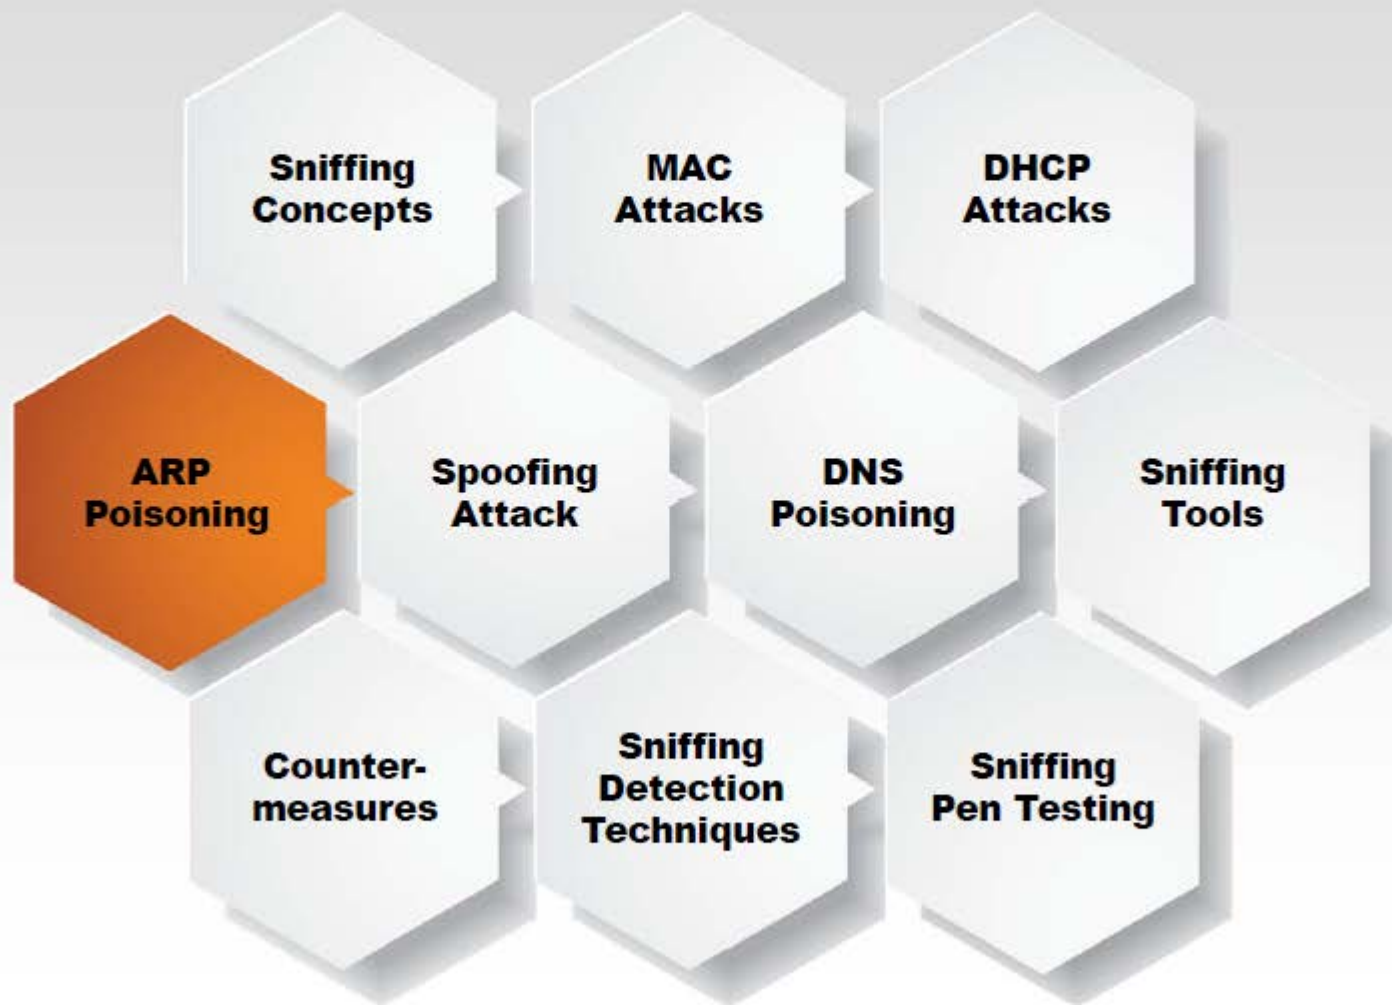 Sniffing
Concepts
MAC
Attacks
DHCP
Attacks
ARP
Poisoning
Spoofing
Attack
DNS
Poisoning
Sniffing
Tools
Counter-
measures
Sniffing
Detection
Techniques
Sniffing
Pen Testing